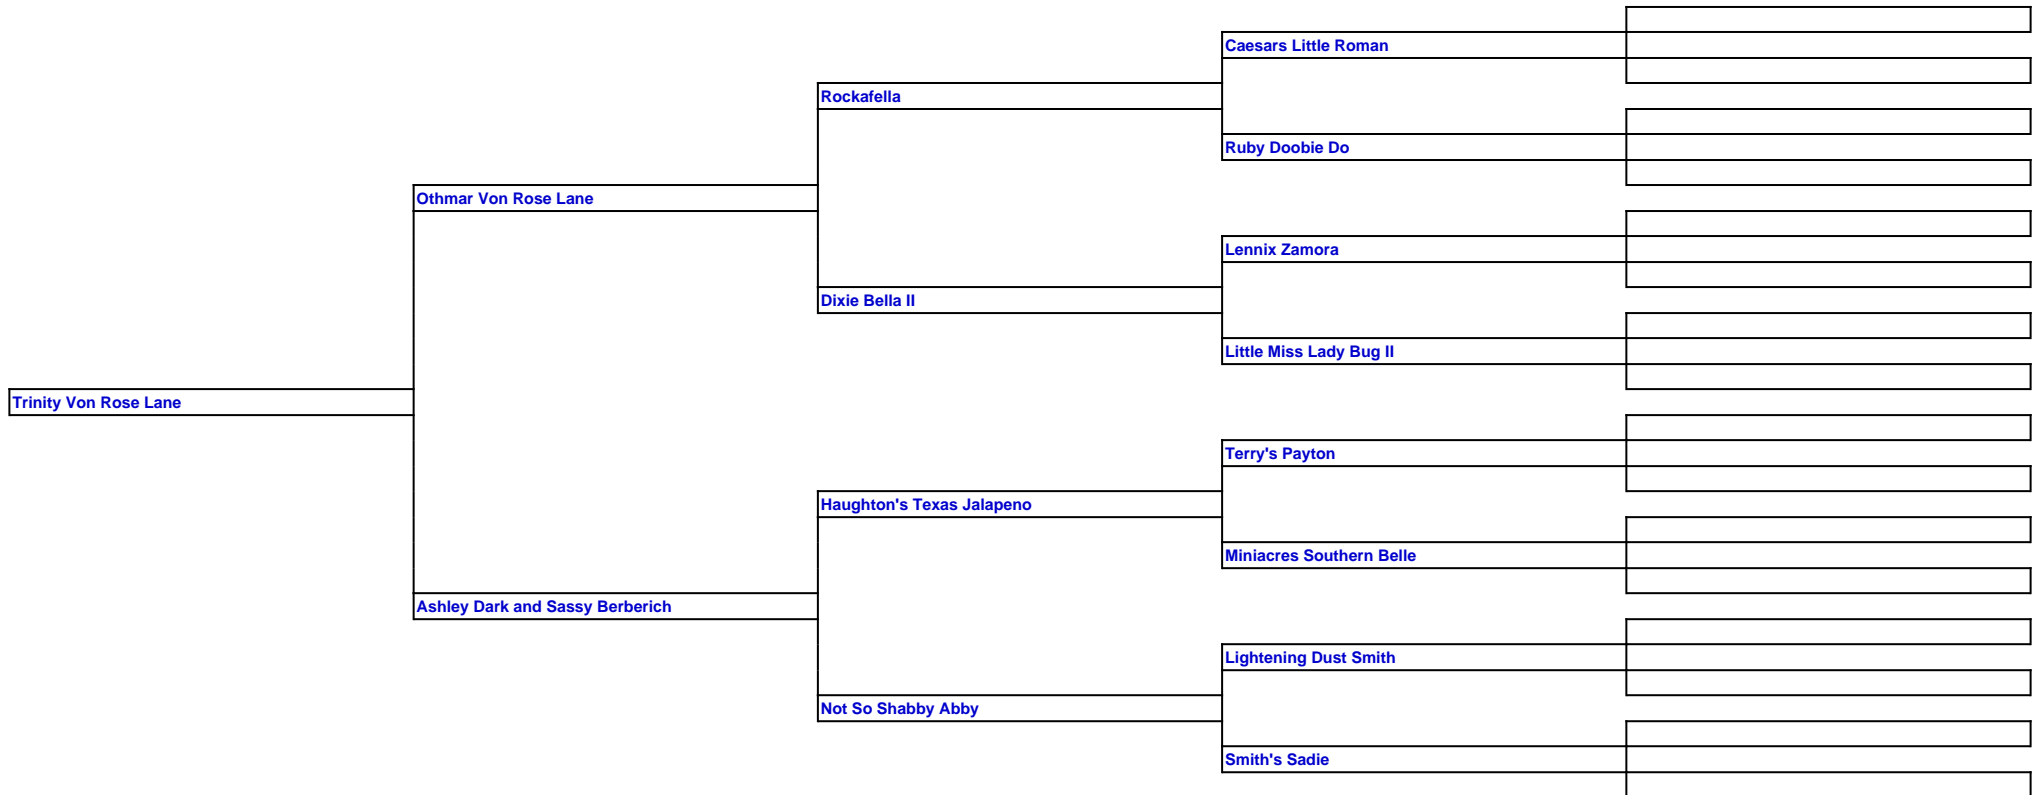 Caesars Little Roman
Rockafella
Ruby Doobie Do
Othmar Von Rose Lane
Lennix Zamora
Dixie Bella II
Little Miss Lady Bug II
Trinity Von Rose Lane
Terry's Payton
Haughton's Texas Jalapeno
Miniacres Southern Belle
Ashley Dark and Sassy Berberich
Lightening Dust Smith
Not So Shabby Abby
Smith's Sadie